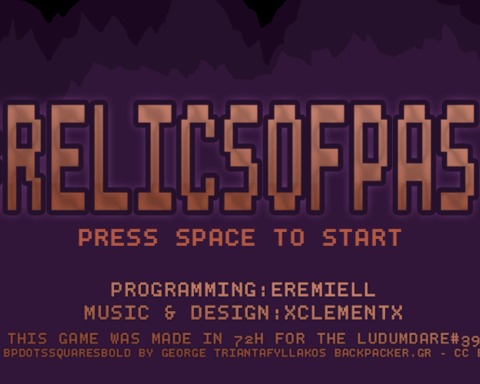 RELICSOFPAS
PRESS SPACE TO START
PROGRAMMING:EREMIELL
MUSIC & DESIGN:XCLEMENTX
THIS GAME WAS MADE IN 72H FOR THE LUDUMDARE#39
BPDOTSSQUARESBOLD BY GEORGE TRIANTAFYLLAKOS BACKPACKER.GR - CC